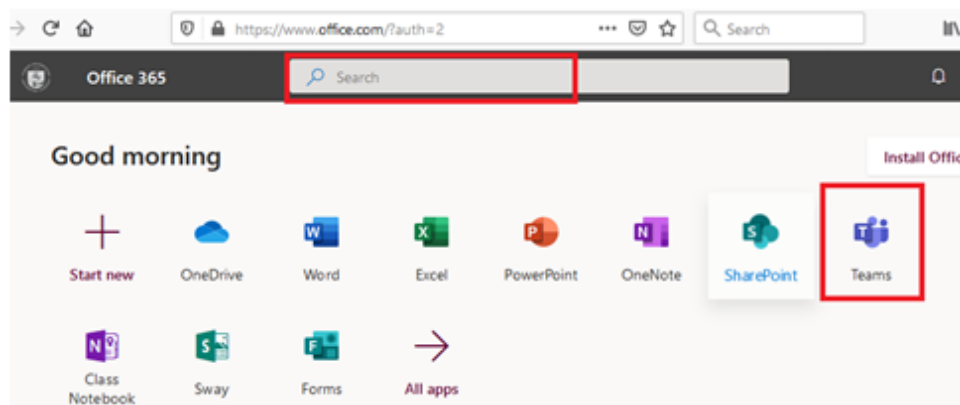 https://www.office.com/?auth=2
Search
Office 365
Search
Good morning
Install Offic
Start new
OneDrive
Word
Excel
PowerPoint
OneNote
SharePoint
Teams
Class
Notebook
Sway
Forms
All apps